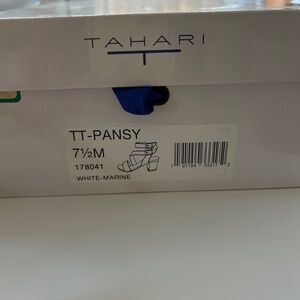 TAHARI
TT-PANSY
7½M
178041
WHITE-MARINE